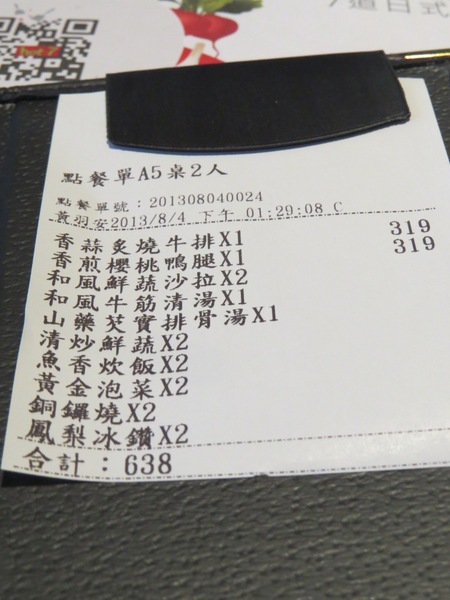 道日式
點餐單A5桌2人
點餐單號：201308040024
黃羽安2013/8/4 下午 01:29:08 C
香蒜炙燒牛排X1 319
香煎櫻桃鴨腿X1 319
和風鮮蔬沙拉X2
和風牛筋清湯X1
山藥芡實排骨湯X1
清炒鮮蔬X2
魚香炊飯X2
黃金泡菜X2
銅鑼燒X2
鳳梨冰鑽X2
合計：638